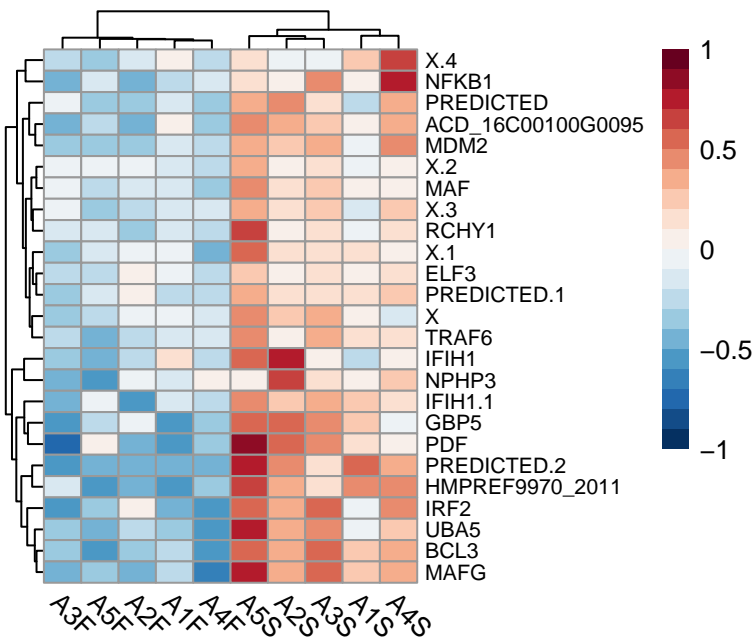 X.4
NFKB1
PREDICTED
ACD_16C00100G0095
MDM2
X.2
MAF
X.3
RCHY1
X.1
ELF3
PREDICTED.1
X
TRAF6
IFIH1
NPHP3
IFIH1.1
GBP5
PDF
PREDICTED.2
HMPREF9970_2011
IRF2
UBA5
BCL3
MAFG
A3F A5F A2F A1F A4F A5S A2S A3S A1S A4S
1
0.5
0
−0.5
−1